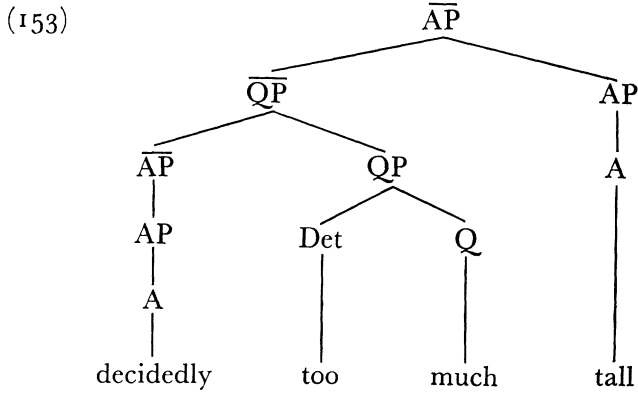 (153)
A̅P̅
Q̅P̅ AP
A̅P̅ QP A
AP Det Q
A
decidedly too much tall